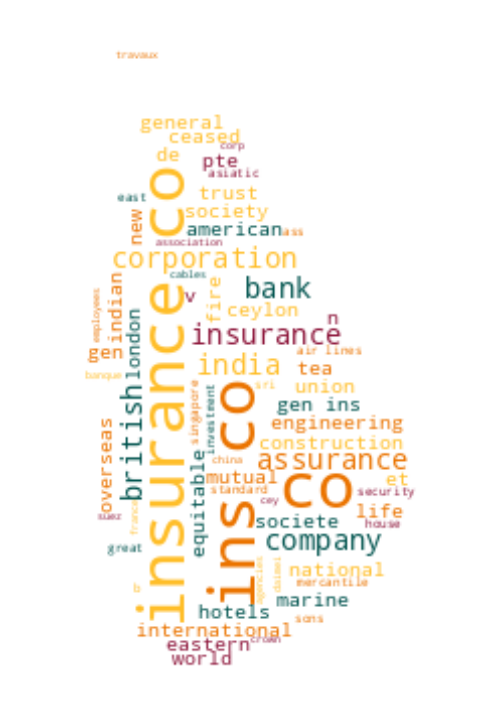 travaux
general
ceased
corp
de
pte
asiatic
east
trust
society
new
american
ass
association
corporation
cables
bank
v
fire
ceylon
employees
indian
n
insurance
london
gen
air lines
india
tea
banque
sri
union
insurance co
ins co
british
singapore
investment
gen ins
engineering
overseas
construction
china
assurance
equitable
mutual
co
et
standard
security
cey
life
suez
france
societe
house
company
great
agencies
national
mercantile
marine
hotels
sons
international
crown
eastern
world